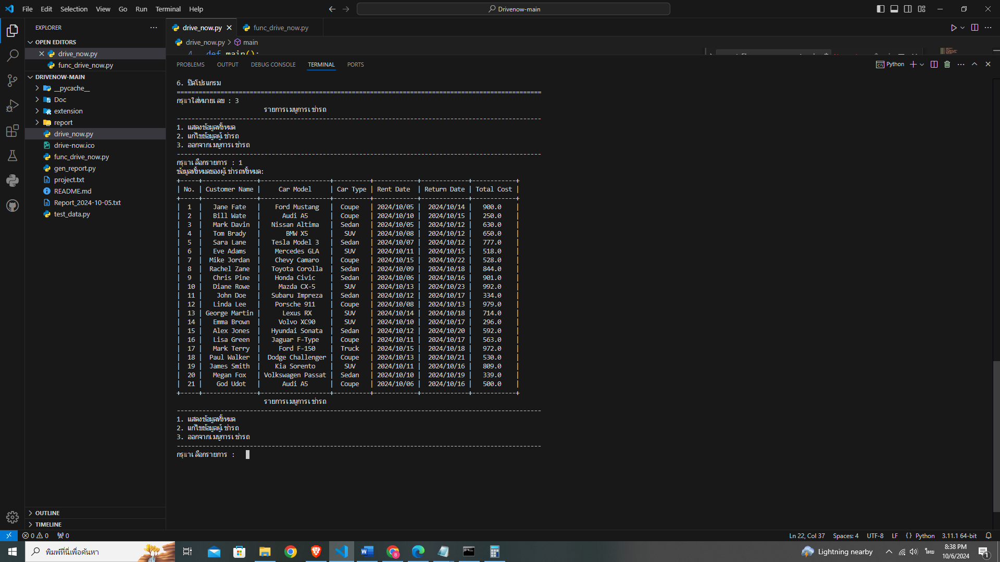 File Edit Selection View Go Run Terminal Help
Drivenow-main
EXPLORER
OPEN EDITORS
drive_now.py
func_drive_now.py
DRIVENOW-MAIN
__pycache__
Doc
extension
report
drive_now.py
drive-now.ico
func_drive_now.py
gen_report.py
project.txt
README.md
Report_2024-10-05.txt
test_data.py
OUTLINE
TIMELINE
drive_now.py func_drive_now.py
drive_now.py > main
4 def main():
PROBLEMS OUTPUT DEBUG CONSOLE TERMINAL PORTS
Python
6. ปิดโปรแกรม
====================================================================================================
กรุณาใส่หมายเลข : 3
รายการเมนูการเช่ารถ
----------------------------------------------------------------------------------------------------
1. แสดงข้อมูลทั้งหมด
2. แก้ไขข้อมูลผู้เช่ารถ
3. ออกจากเมนูการเช่ารถ
----------------------------------------------------------------------------------------------------
กรุณาเลือกรายการ : 1
ข้อมูลทั้งหมดของผู้เช่ารถทั้งหมด:
+-----+---------------+-------------------+----------+------------+-------------+------------+
| No. | Customer Name | Car Model | Car Type | Rent Date | Return Date | Total Cost |
+-----+---------------+-------------------+----------+------------+-------------+------------+
| 1 | Jane Fate | Ford Mustang | Coupe | 2024/10/05 | 2024/10/14 | 900.0 |
| 2 | Bill Wate | Audi A5 | Coupe | 2024/10/10 | 2024/10/15 | 250.0 |
| 3 | Mark Davin | Nissan Altima | Sedan | 2024/10/05 | 2024/10/12 | 630.0 |
| 4 | Tom Brady | BMW X5 | SUV | 2024/10/08 | 2024/10/12 | 650.0 |
| 5 | Sara Lane | Tesla Model 3 | Sedan | 2024/10/07 | 2024/10/12 | 777.0 |
| 6 | Eve Adams | Mercedes GLA | SUV | 2024/10/11 | 2024/10/15 | 518.0 |
| 7 | Mike Jordan | Chevy Camaro | Coupe | 2024/10/15 | 2024/10/22 | 528.0 |
| 8 | Rachel Zane | Toyota Corolla | Sedan | 2024/10/09 | 2024/10/18 | 844.0 |
| 9 | Chris Pine | Honda Civic | Sedan | 2024/10/06 | 2024/10/16 | 901.0 |
| 10 | Diane Rowe | Mazda CX-5 | SUV | 2024/10/13 | 2024/10/23 | 992.0 |
| 11 | John Doe | Subaru Impreza | Sedan | 2024/10/12 | 2024/10/17 | 334.0 |
| 12 | Linda Lee | Porsche 911 | Coupe | 2024/10/08 | 2024/10/13 | 979.0 |
| 13 | George Martin | Lexus RX | SUV | 2024/10/14 | 2024/10/18 | 714.0 |
| 14 | Emma Brown | Volvo XC90 | SUV | 2024/10/10 | 2024/10/17 | 296.0 |
| 15 | Alex Jones | Hyundai Sonata | Sedan | 2024/10/12 | 2024/10/20 | 592.0 |
| 16 | Lisa Green | Jaguar F-Type | Coupe | 2024/10/11 | 2024/10/17 | 563.0 |
| 17 | Mark Terry | Ford F-150 | Truck | 2024/10/15 | 2024/10/18 | 972.0 |
| 18 | Paul Walker | Dodge Challenger | Coupe | 2024/10/13 | 2024/10/21 | 530.0 |
| 19 | James Smith | Kia Sorento | SUV | 2024/10/11 | 2024/10/16 | 809.0 |
| 20 | Megan Fox | Volkswagen Passat | Sedan | 2024/10/10 | 2024/10/19 | 339.0 |
| 21 | God Udot | Audi A5 | Coupe | 2024/10/06 | 2024/10/16 | 500.0 |
+-----+---------------+-------------------+----------+------------+-------------+------------+
รายการเมนูการเช่ารถ
----------------------------------------------------------------------------------------------------
1. แสดงข้อมูลทั้งหมด
2. แก้ไขข้อมูลผู้เช่ารถ
3. ออกจากเมนูการเช่ารถ
----------------------------------------------------------------------------------------------------
กรุณาเลือกรายการ :
0 0 0
Ln 22, Col 37 Spaces: 4 UTF-8 LF Python 3.11.1 64-bit
พิมพ์ที่นี่เพื่อค้นหา
Lightning nearby
ไทย
8:38 PM
10/6/2024
1